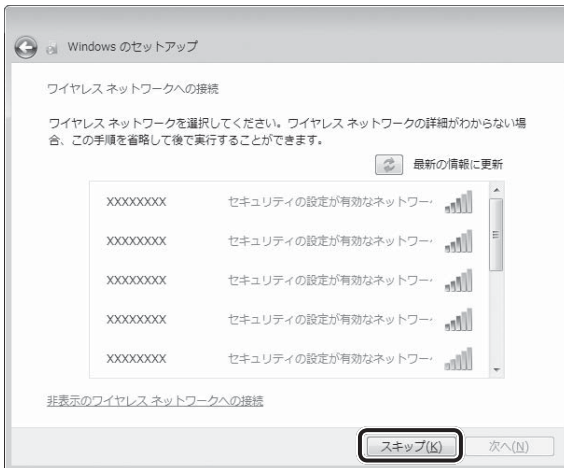 Windows のセットアップ
ワイヤレス ネットワークへの接続
ワイヤレス ネットワークを選択してください。ワイヤレス ネットワークの詳細がわからない場
合、この手順を省略して後で実行することができます。
最新の情報に更新
XXXXXXXX セキュリティの設定が有効なネットワー
XXXXXXXX セキュリティの設定が有効なネットワー
XXXXXXXX セキュリティの設定が有効なネットワー
XXXXXXXX セキュリティの設定が有効なネットワー
XXXXXXXX セキュリティの設定が有効なネットワー
非表示のワイヤレス ネットワークへの接続
スキップ(K) 次へ(N)